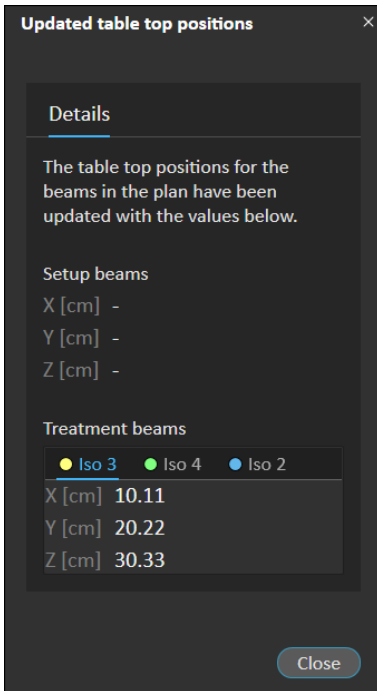 Updated table top positions ×
Details
The table top positions for the
beams in the plan have been
updated with the values below.
Setup beams
X [cm] -
Y [cm] -
Z [cm] -
Treatment beams
Iso 3 Iso 4 Iso 2
X [cm] 10.11
Y [cm] 20.22
Z [cm] 30.33
Close